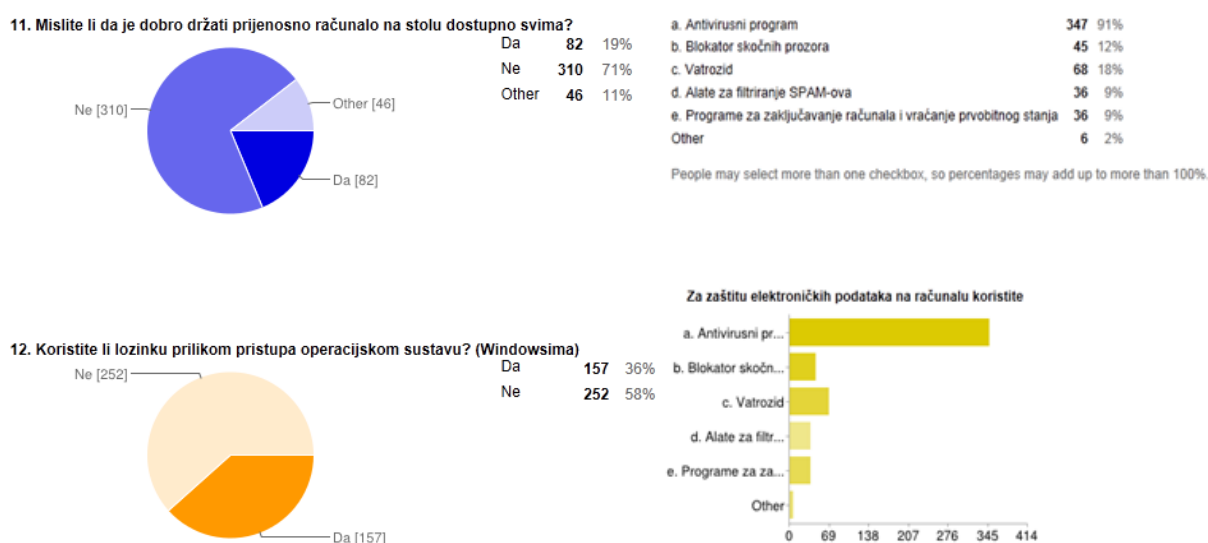 11. Mislite li da je dobro držati prijenosno računalo na stolu dostupno svima?
Da 82 19%
Ne 310 71%
Other 46 11%
Ne [310]
Other [46]
Da [82]
a. Antivirusni program 347 91%
b. Blokator skočnih prozora 45 12%
c. Vatrozid 68 18%
d. Alate za filtriranje SPAM-ova 36 9%
e. Programe za zaključavanje računala i vraćanje prvobitnog stanja 36 9%
Other 6 2%
People may select more than one checkbox, so percentages may add up to more than 100%.
12. Koristite li lozinku prilikom pristupa operacijskom sustavu? (Windowsima)
Da 157 36%
Ne 252 58%
Ne [252]
Da [157]
Za zaštitu elektroničkih podataka na računalu koristite
a. Antivirusni pr...
b. Blokator skočn...
c. Vatrozid
d. Alate za filtr...
e. Programe za za...
Other
0 69 138 207 276 345 414